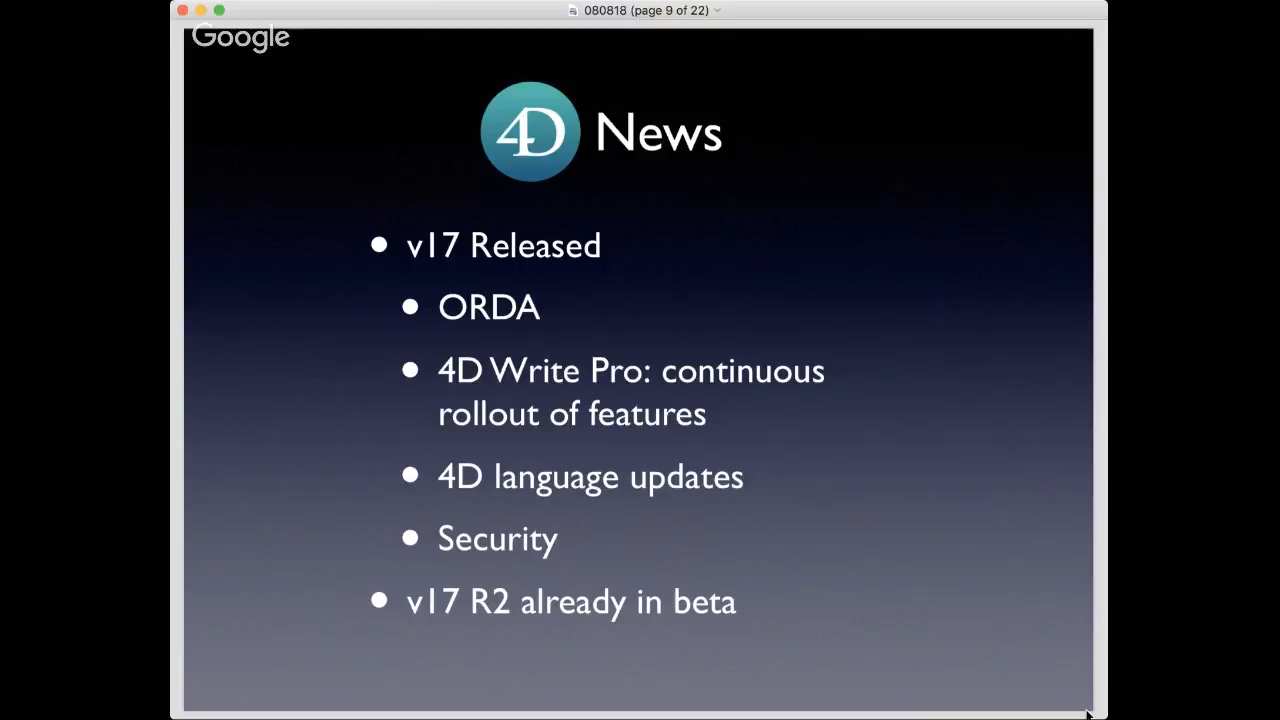 080818 (page 9 of 22)
Google
4D News
• v17 Released
• ORDA
• 4D Write Pro: continuous
rollout of features
• 4D language updates
• Security
• v17 R2 already in beta